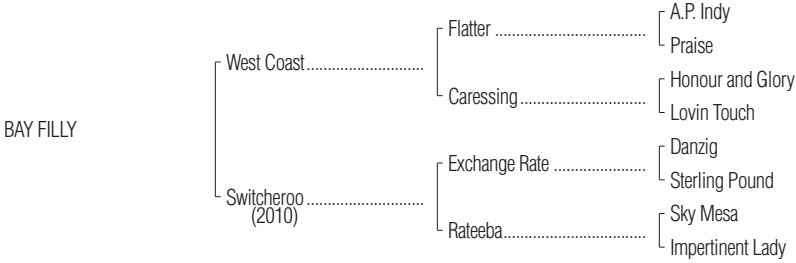 A.P. Indy
Flatter ......................................
Praise
West Coast.............................
Honour and Glory
Caressing................................
Lovin Touch
BAY FILLY
Danzig
Exchange Rate .......................
Sterling Pound
Switcheroo .............................
(2010)
Sky Mesa
Rateeba....................................
Impertinent Lady